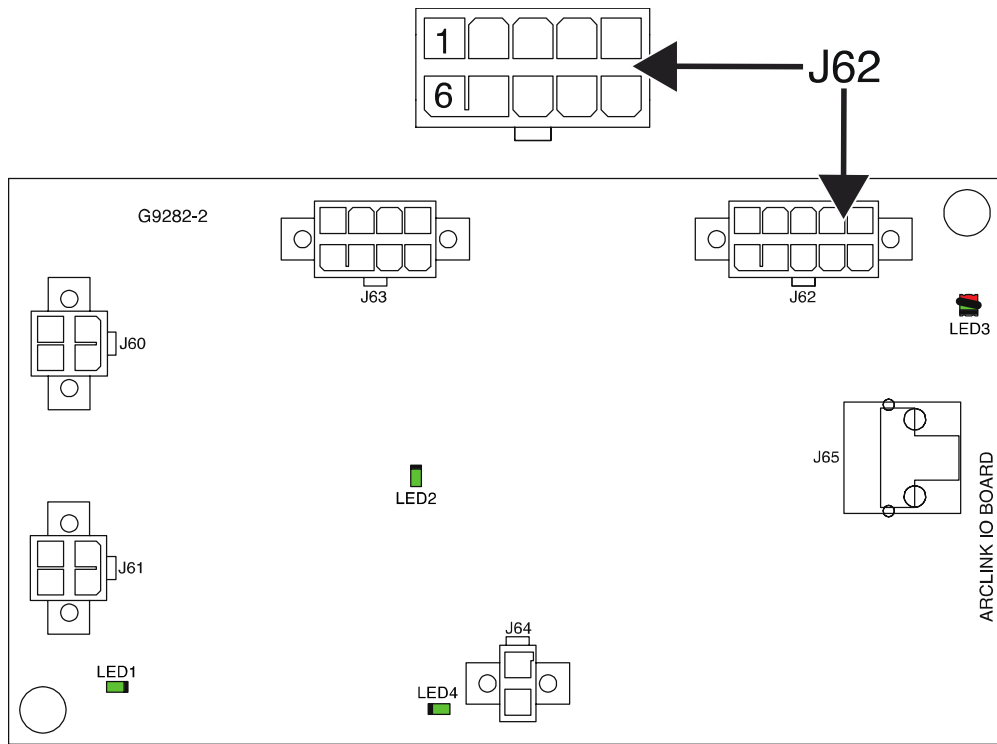 1
6
J62
G9282-2
J63
J62
LED3
J60
J65
LED2
ARCLINK IO BOARD
J61
J64
LED1
LED4